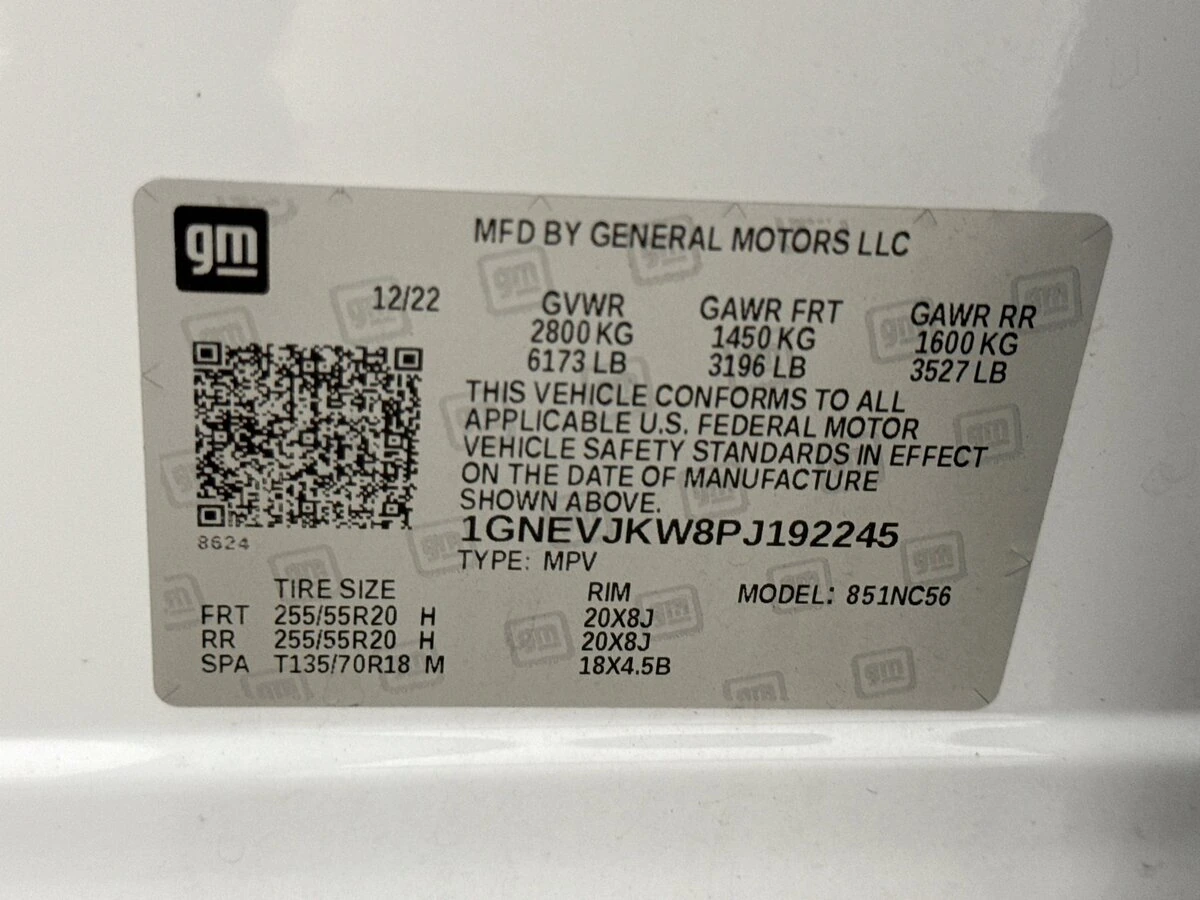 gm
MFD BY GENERAL MOTORS LLC
12/22 GVWR GAWR FRT GAWR RR
2800 KG 1450 KG 1600 KG
6173 LB 3196 LB 3527 LB
THIS VEHICLE CONFORMS TO ALL
APPLICABLE U.S. FEDERAL MOTOR
VEHICLE SAFETY STANDARDS IN EFFECT
ON THE DATE OF MANUFACTURE
SHOWN ABOVE.
8624 1GNEVJKW8PJ192245
TYPE: MPV
TIRE SIZE RIM MODEL: 851NC56
FRT 255/55R20 H 20X8J
RR 255/55R20 H 20X8J
SPA T135/70R18 M 18X4.5B